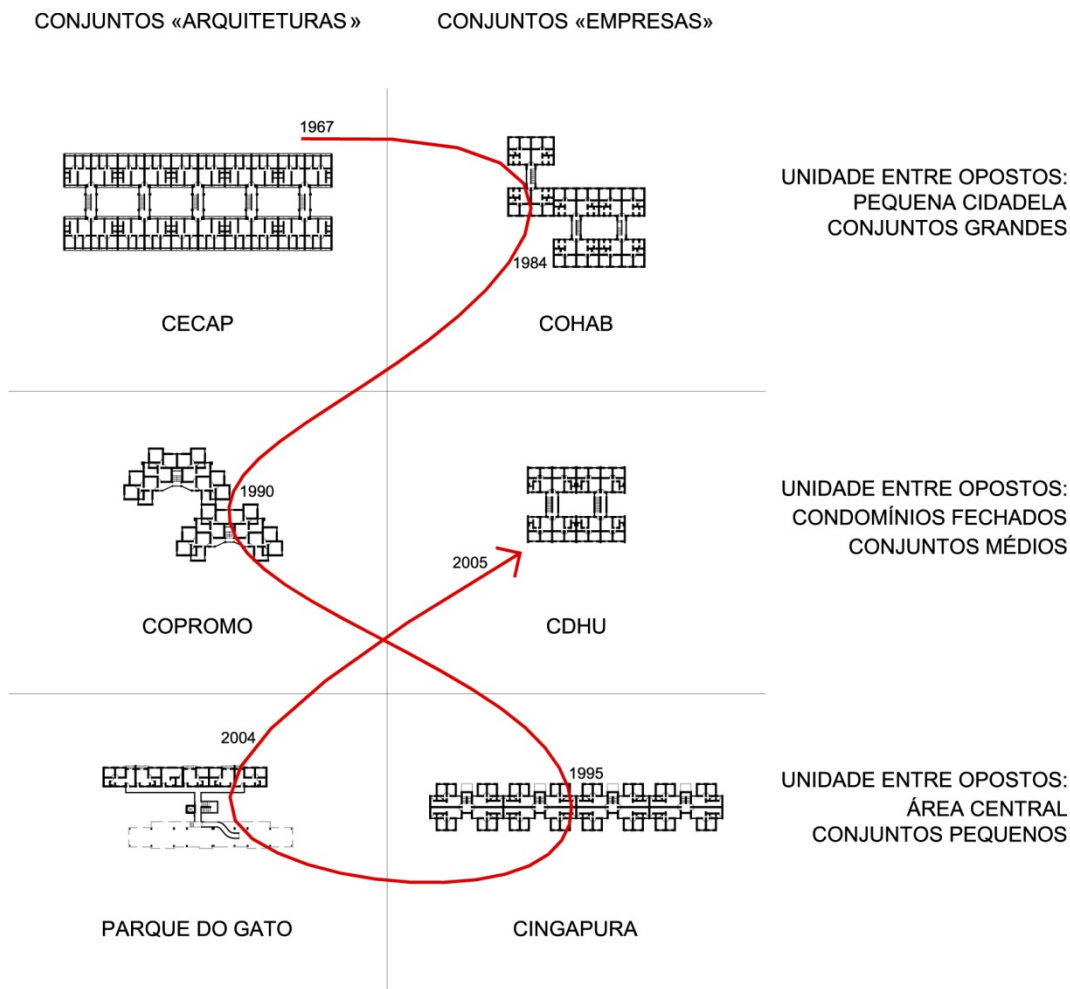 CONJUNTOS «ARQUITETURAS»
CONJUNTOS «EMPRESAS»
1967
UNIDADE ENTRE OPOSTOS:
PEQUENA CIDADELA
CONJUNTOS GRANDES
1984
CECAP
COHAB
1990
UNIDADE ENTRE OPOSTOS:
CONDOMÍNIOS FECHADOS
CONJUNTOS MÉDIOS
2005
COPROMO
CDHU
2004
1995
UNIDADE ENTRE OPOSTOS:
ÁREA CENTRAL
CONJUNTOS PEQUENOS
PARQUE DO GATO
CINGAPURA